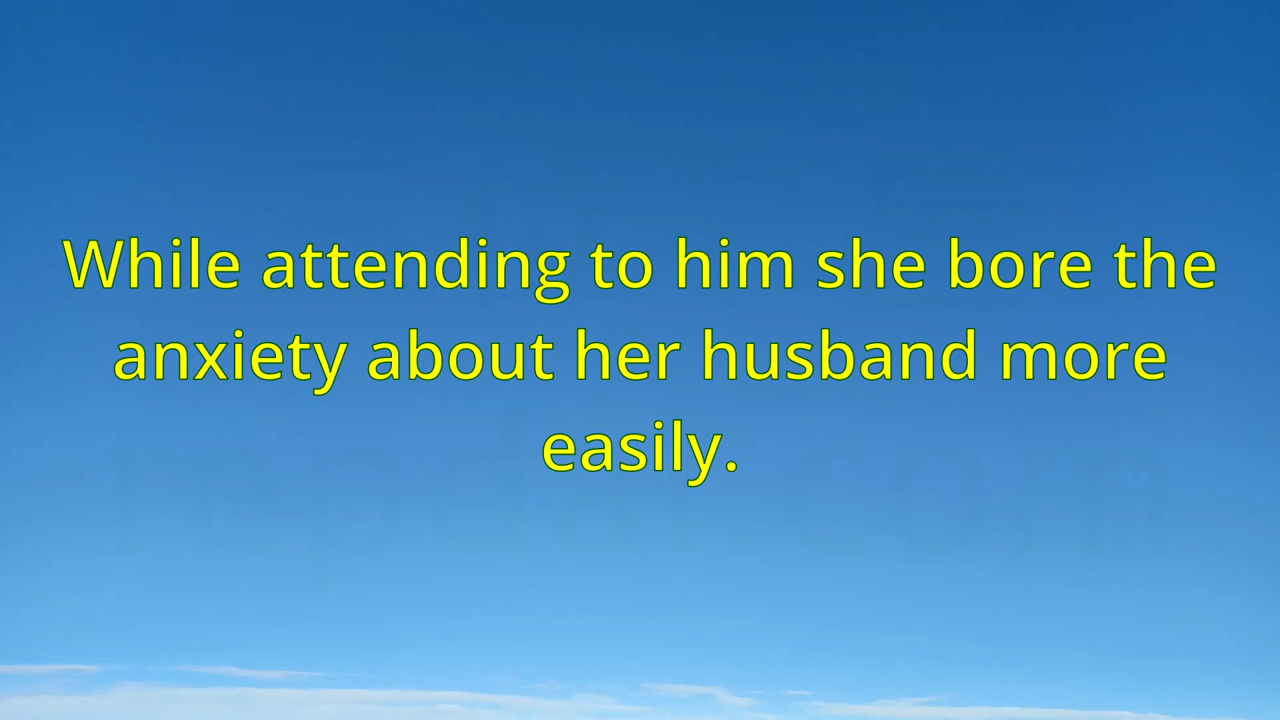 While attending to him she bore the
anxiety about her husband more
easily.